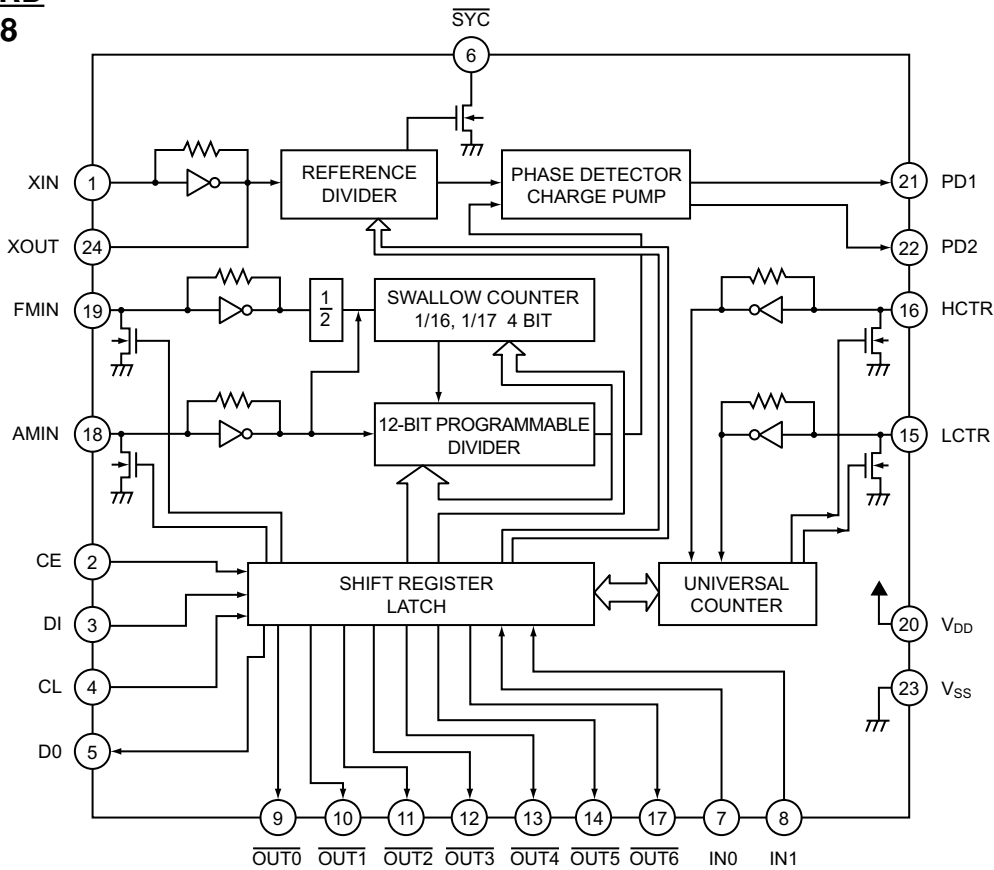 8
SYC
6
XIN
1
REFERENCE
DIVIDER
PHASE DETECTOR
CHARGE PUMP
21
PD1
XOUT
24
22
PD2
FMIN
19
1
2
SWALLOW COUNTER
1/16, 1/17 4 BIT
16
HCTR
AMIN
18
12-BIT PROGRAMMABLE
DIVIDER
15
LCTR
CE
2
SHIFT REGISTER
LATCH
UNIVERSAL
COUNTER
DI
3
20
VDD
CL
4
23
VSS
D0
5
9
10
11
12
13
14
17
7
8
OUT0
OUT1
OUT2
OUT3
OUT4
OUT5
OUT6
IN0
IN1